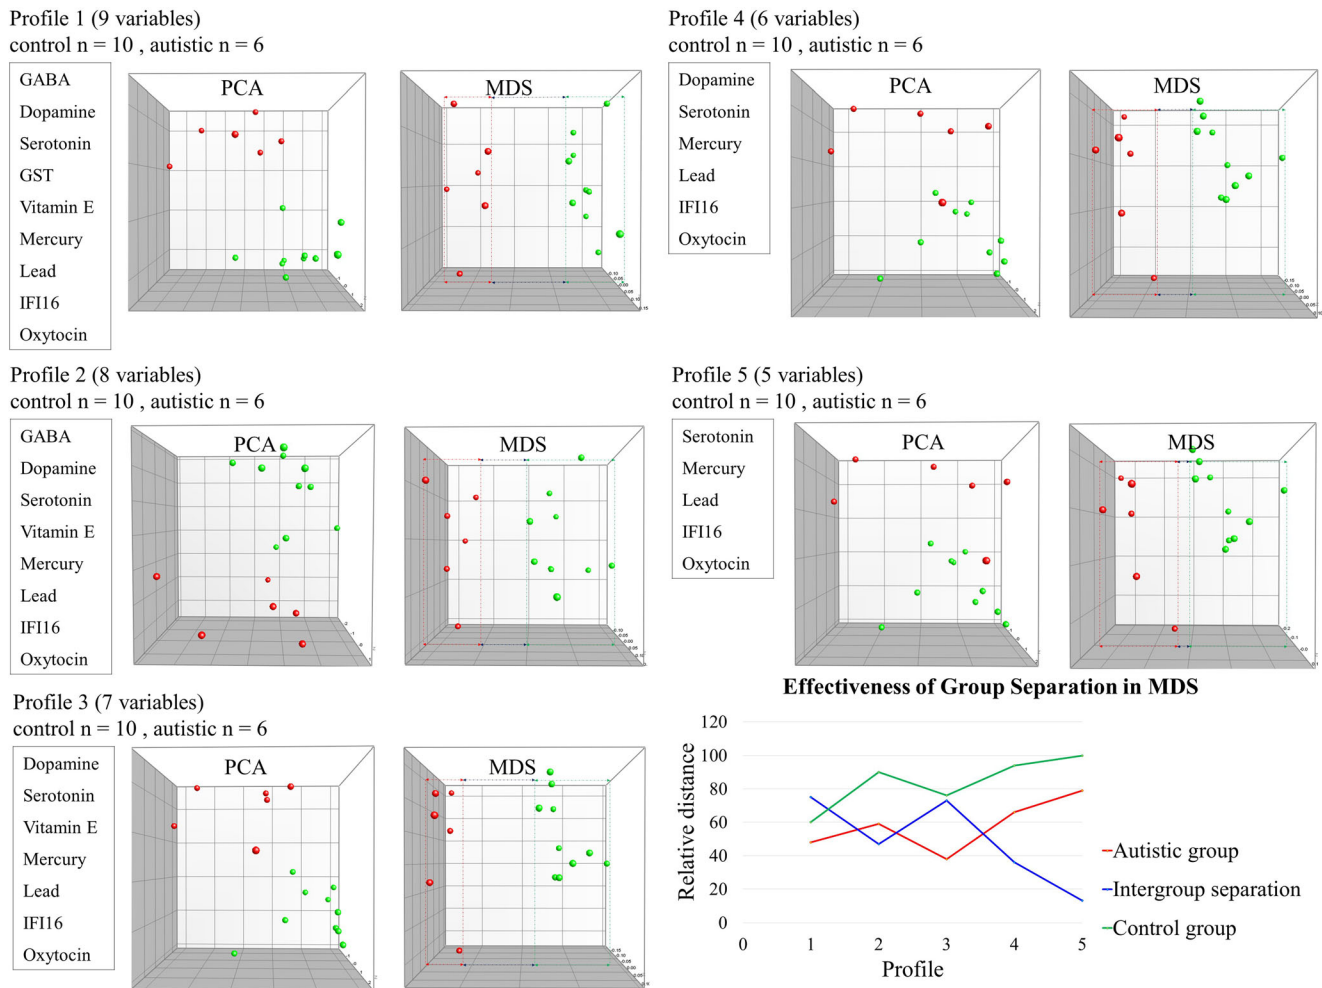 Profile 1 (9 variables)
control n = 10 , autistic n = 6
GABA
Dopamine
Serotonin
GST
Vitamin E
Mercury
Lead
IFI16
Oxytocin
PCA
MDS
Profile 2 (8 variables)
control n = 10 , autistic n = 6
GABA
Dopamine
Serotonin
Vitamin E
Mercury
Lead
IFI16
Oxytocin
PCA
MDS
Profile 3 (7 variables)
control n = 10 , autistic n = 6
Dopamine
Serotonin
Vitamin E
Mercury
Lead
IFI16
Oxytocin
PCA
MDS
Profile 4 (6 variables)
control n = 10 , autistic n = 6
Dopamine
Serotonin
Mercury
Lead
IFI16
Oxytocin
PCA
MDS
Profile 5 (5 variables)
control n = 10 , autistic n = 6
Serotonin
Mercury
Lead
IFI16
Oxytocin
PCA
MDS
Effectiveness of Group Separation in MDS
Relative distance
120
100
80
60
40
20
0
0 1 2 3 4 5
Profile
Autistic group
Intergroup separation
Control group